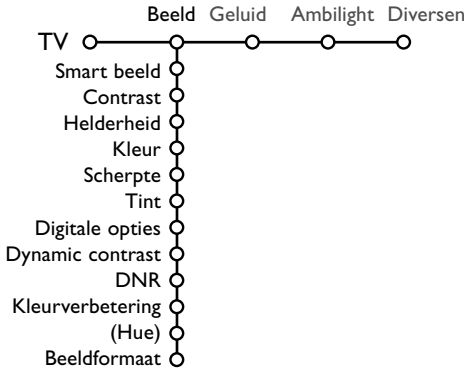 Beeld Geluid Ambilight Diversen
TV
Smart beeld
Contrast
Helderheid
Kleur
Scherpte
Tint
Digitale opties
Dynamic contrast
DNR
Kleurverbetering
(Hue)
Beeldformaat